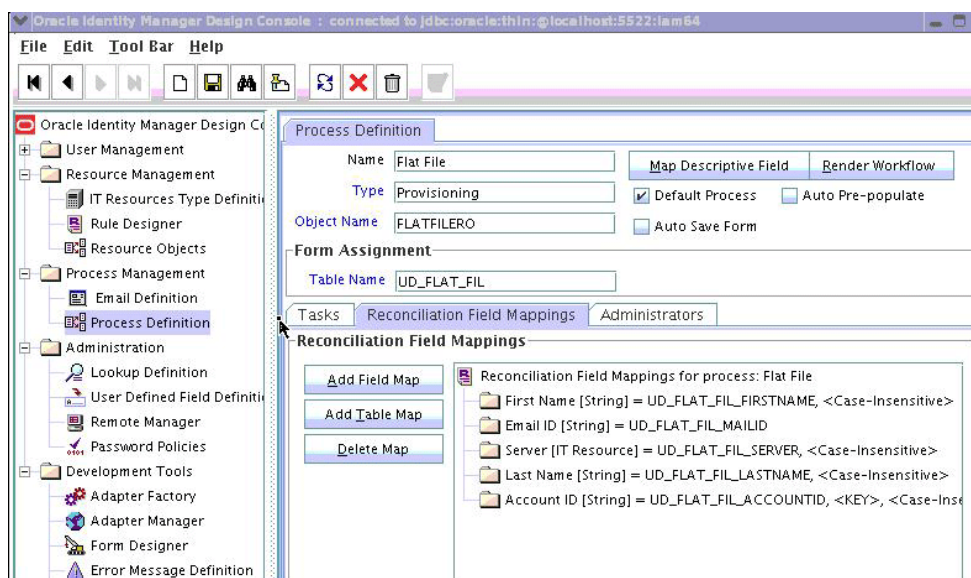 Oracle Identity Manager Design Console : connected to jdbc:oracle:thin:@localhost:5522:iam64
File Edit Tool Bar Help
Oracle Identity Manager Design Co
User Management
Resource Management
IT Resources Type Definiti
Rule Designer
Resource Objects
Process Management
Email Definition
Process Definition
Administration
Lookup Definition
User Defined Field Definiti
Remote Manager
Password Policies
Development Tools
Adapter Factory
Adapter Manager
Form Designer
Error Message Definition
Process Definition
Name Flat File
Map Descriptive Field Render Workflow
Type Provisioning
Default Process Auto Pre-populate
Object Name FLATFILERO
Auto Save Form
Form Assignment
Table Name UD_FLAT_FIL
Tasks Reconciliation Field Mappings Administrators
Reconciliation Field Mappings
Add Field Map
Add Table Map
Delete Map
Reconciliation Field Mappings for process: Flat File
First Name [String] = UD_FLAT_FIL_FIRSTNAME, <Case-Insensitive>
Email ID [String] = UD_FLAT_FIL_MAILID
Server [IT Resource] = UD_FLAT_FIL_SERVER, <Case-Insensitive>
Last Name [String] = UD_FLAT_FIL_LASTNAME, <Case-Insensitive>
Account ID [String] = UD_FLAT_FIL_ACCOUNTID, <KEY>, <Case-Inse